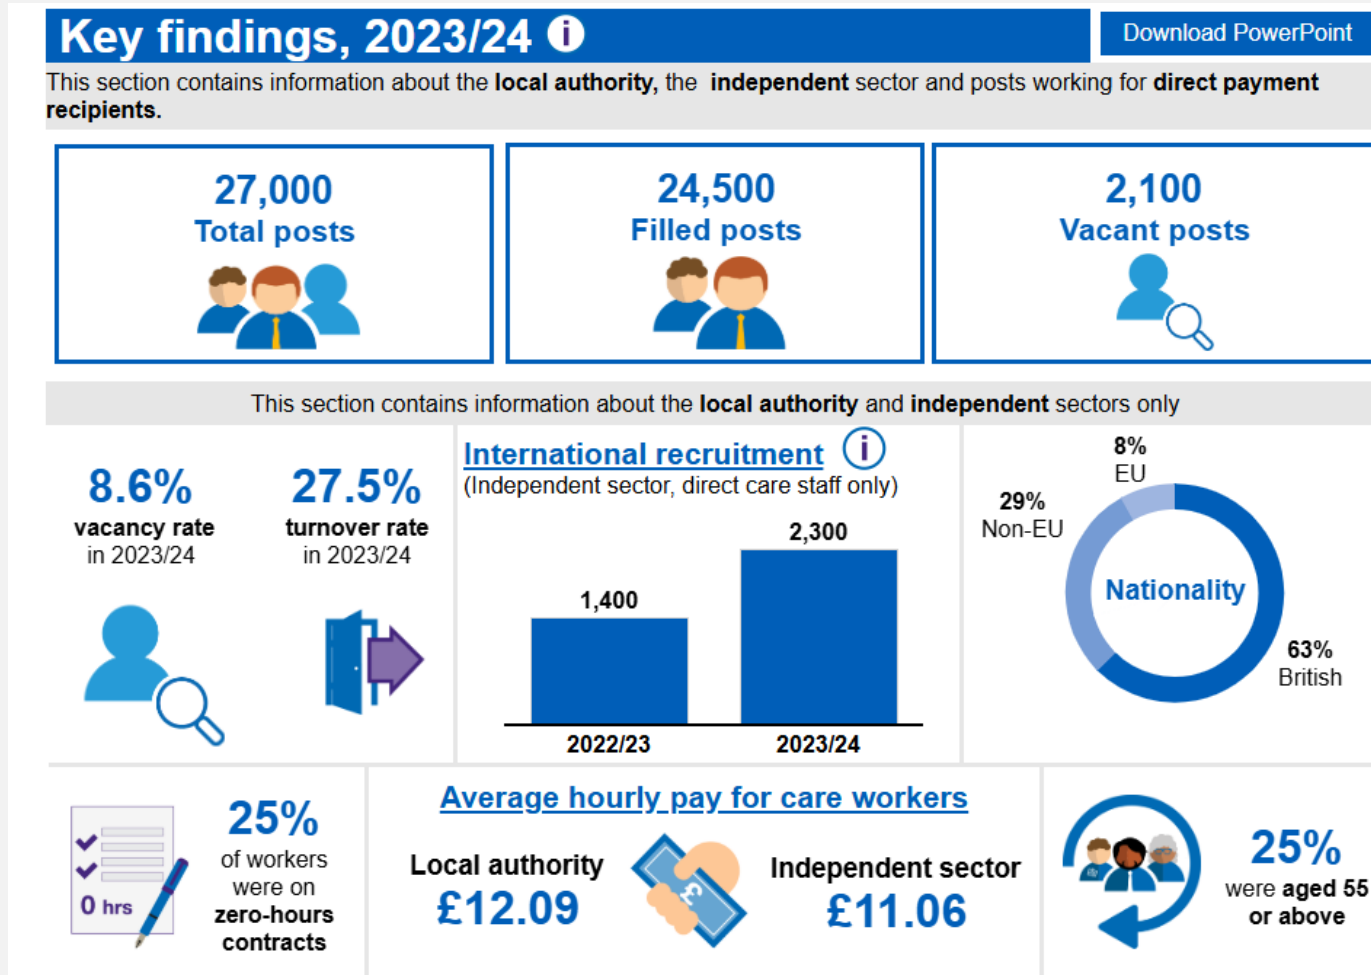 Key findings, 2023/24 i
Download PowerPoint
This section contains information about the local authority, the independent sector and posts working for direct payment
recipients.
27,000
Total posts
24,500
Filled posts
2,100
Vacant posts
This section contains information about the local authority and independent sectors only
8.6%
vacancy rate
in 2023/24
27.5%
turnover rate
in 2023/24
International recruitment i
(Independent sector, direct care staff only)
1,400
2,300
2022/23
2023/24
8%
EU
29%
Non-EU
Nationality
63%
British
0 hrs
25%
of workers
were on
zero-hours
contracts
Average hourly pay for care workers
Local authority
£12.09
£
Independent sector
£11.06
25%
were aged 55
or above